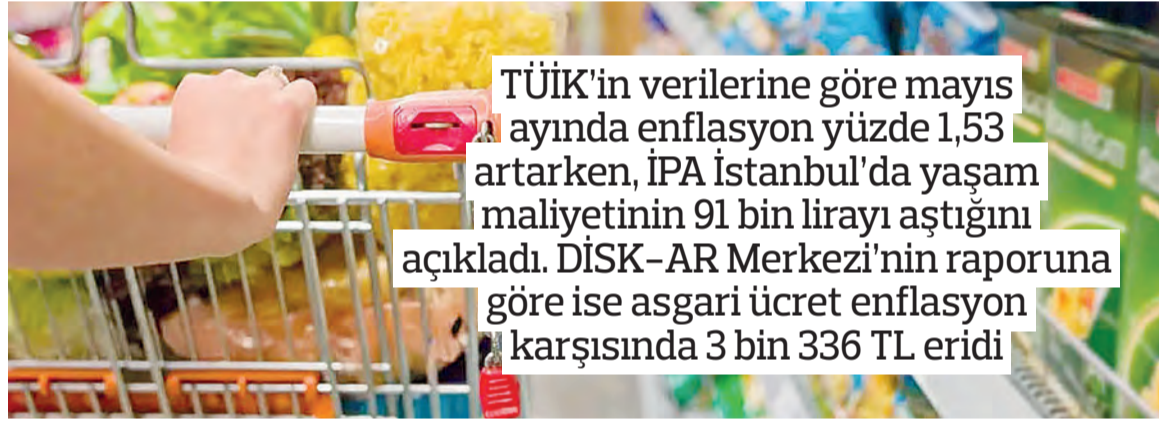 TÜİK’in verilerine göre mayıs
ayında enflasyon yüzde 1,53
artarken, İPA İstanbul’da yaşam
maliyetinin 91 bin lirayı aştığını
açıkladı. DİSK-AR Merkezi’nin raporuna
göre ise asgari ücret enflasyon
karşısında 3 bin 336 TL eridi